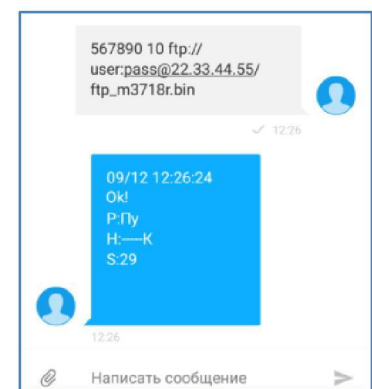 567890 10 ftp://
user:pass@22.33.44.55/
ftp_m3718r.bin
12:26
09/12 12:26:24
Ok!
P:Пу
H:-----K
S:29
12:26
Написать сообщение